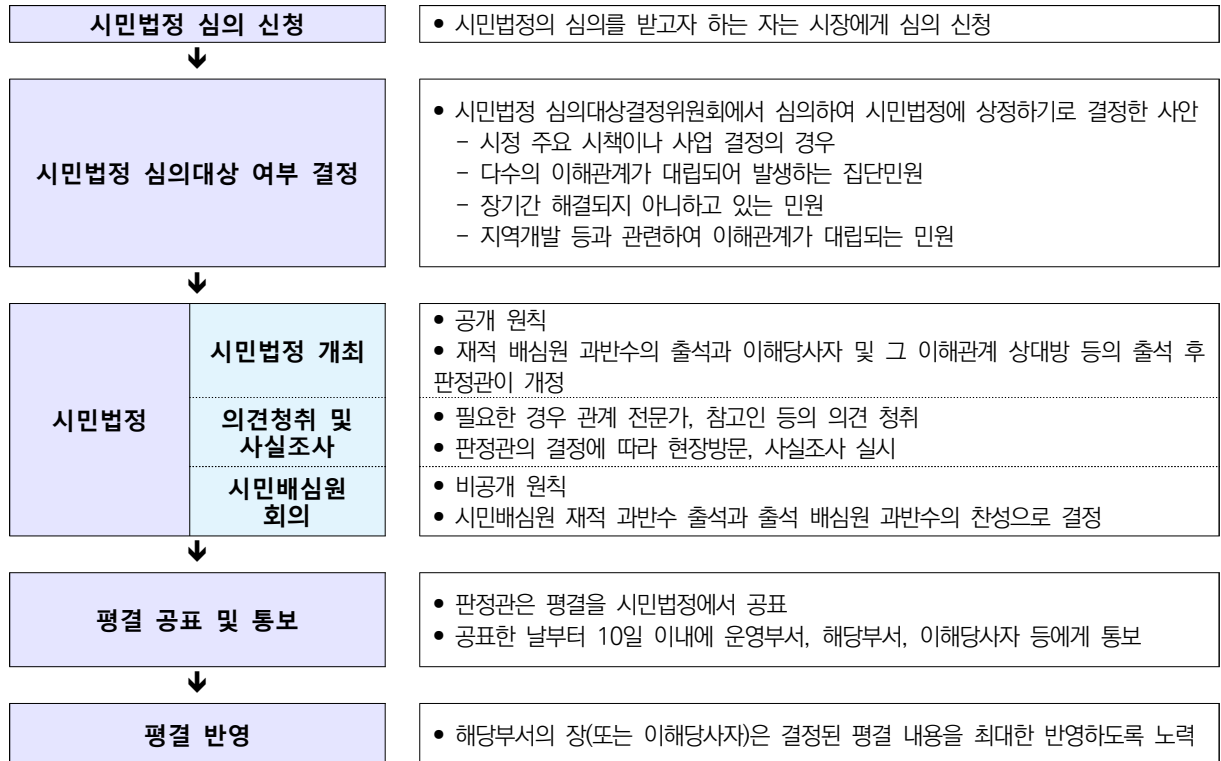 시민법정 심의 신청
• 시민법정의 심의를 받고자 하는 자는 시장에게 심의 신청
시민법정 심의대상 여부 결정
• 시민법정 심의대상결정위원회에서 심의하여 시민법정에 상정하기로 결정한 사안
- 시정 주요 시책이나 사업 결정의 경우
- 다수의 이해관계가 대립되어 발생하는 집단민원
- 장기간 해결되지 아니하고 있는 민원
- 지역개발 등과 관련하여 이해관계가 대립되는 민원
시민법정
시민법정 개최
• 공개 원칙
• 재적 배심원 과반수의 출석과 이해당사자 및 그 이해관계 상대방 등의 출석 후
판정관이 개정
의견청취 및
사실조사
• 필요한 경우 관계 전문가, 참고인 등의 의견 청취
• 판정관의 결정에 따라 현장방문, 사실조사 실시
시민배심원
회의
• 비공개 원칙
• 시민배심원 재적 과반수 출석과 출석 배심원 과반수의 찬성으로 결정
평결 공표 및 통보
• 판정관은 평결을 시민법정에서 공표
• 공표한 날부터 10일 이내에 운영부서, 해당부서, 이해당사자 등에게 통보
평결 반영
• 해당부서의 장(또는 이해당사자)은 결정된 평결 내용을 최대한 반영하도록 노력